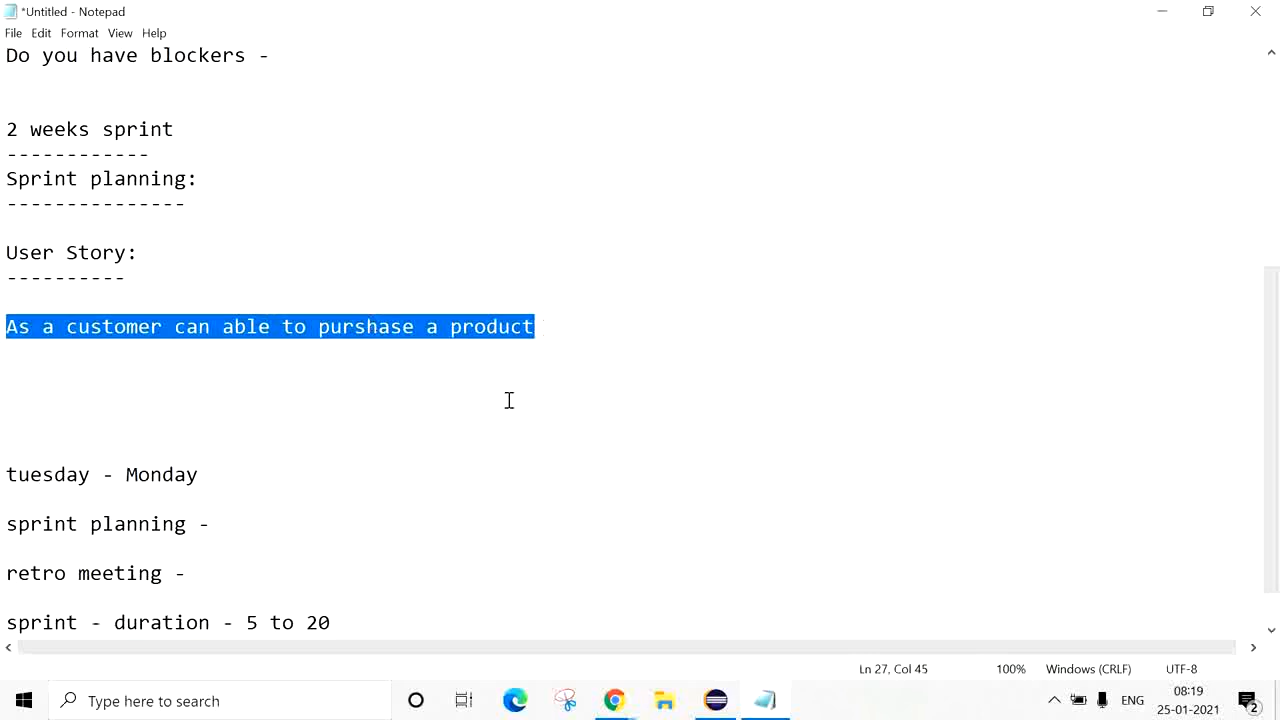 *Untitled - Notepad
File Edit Format View Help
Do you have blockers -
2 weeks sprint
------------
Sprint planning:
---------------
User Story:
----------
As a customer can able to purshase a product
tuesday - Monday
sprint planning -
retro meeting -
sprint - duration - 5 to 20
Ln 27, Col 45 100% Windows (CRLF) UTF-8
Type here to search
ENG
08:19
25-01-2021
2